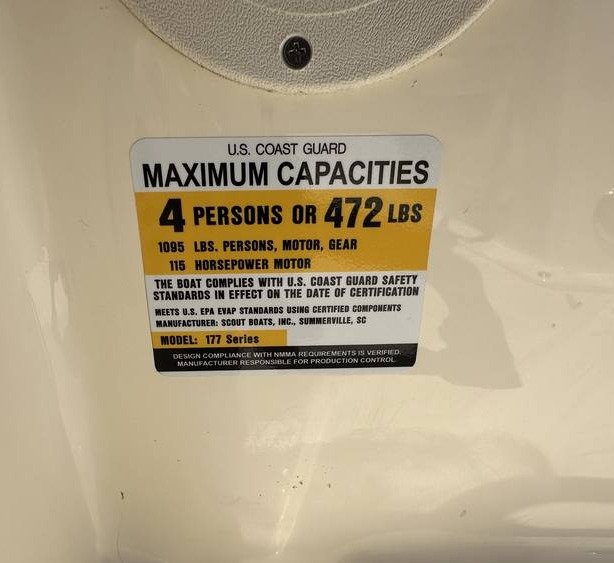 U.S. COAST GUARD
MAXIMUM CAPACITIES
4 PERSONS OR 472 LBS
1095 LBS. PERSONS, MOTOR, GEAR
115 HORSEPOWER MOTOR
THE BOAT COMPLIES WITH U.S. COAST GUARD SAFETY
STANDARDS IN EFFECT ON THE DATE OF CERTIFICATION
MEETS U.S. EPA EVAP STANDARDS USING CERTIFIED COMPONENTS
MANUFACTURER: SCOUT BOATS, INC., SUMMERVILLE, SC
MODEL: 177 Series
DESIGN COMPLIANCE WITH NMMA REQUIREMENTS IS VERIFIED.
MANUFACTURER RESPONSIBLE FOR PRODUCTION CONTROL.